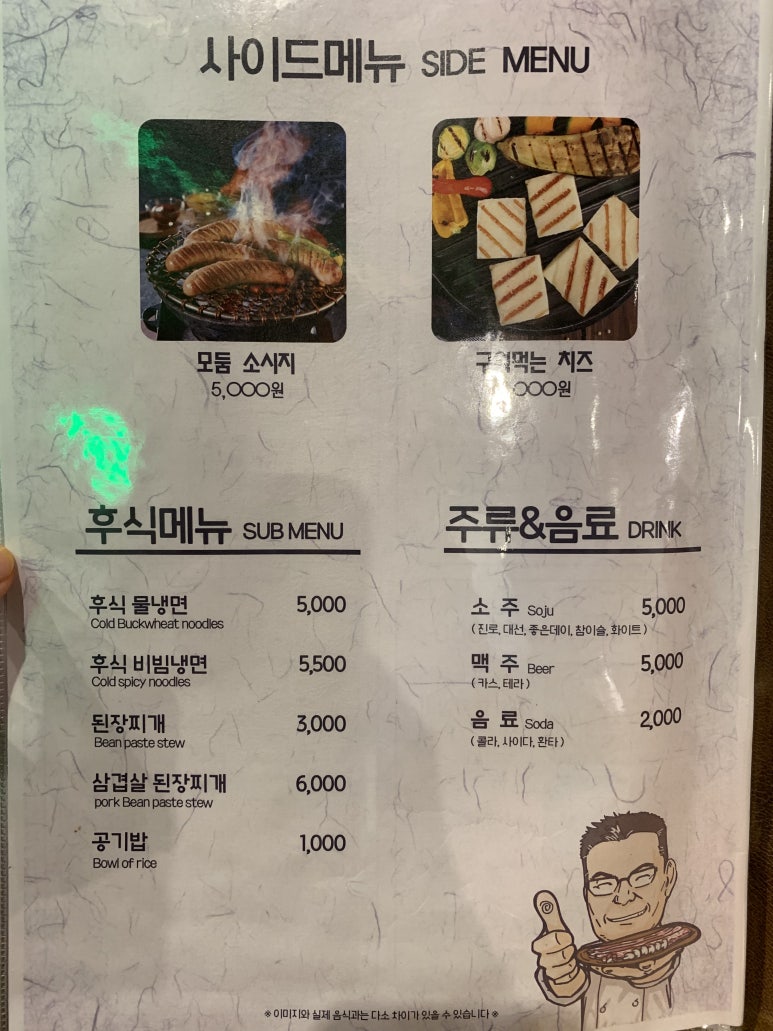 사이드메뉴 SIDE MENU
모둠 소시지
5,000원
치즈
후식메뉴 SUB MENU
후식 물냉면 5,000
Cold Buckwheat noodles
후식 비빔냉면 5,500
Cold spicy noodles
된장찌개 3,000
Bean paste stew
삼겹살 된장찌개 6,000
pork Bean paste stew
공기밥 1,000
Bowl of rice
주류&음료 DRINK
소 주 Soju 5,000
( 진로, 대선, 좋은데이, 참이슬, 화이트 )
맥 주 Beer 5,000
( 카스, 테라 )
음 료 Soda 2,000
( 콜라, 사이다, 환타 )
※ 이미지와 실제 음식과는 다소 차이가 있을 수 있습니다 ※